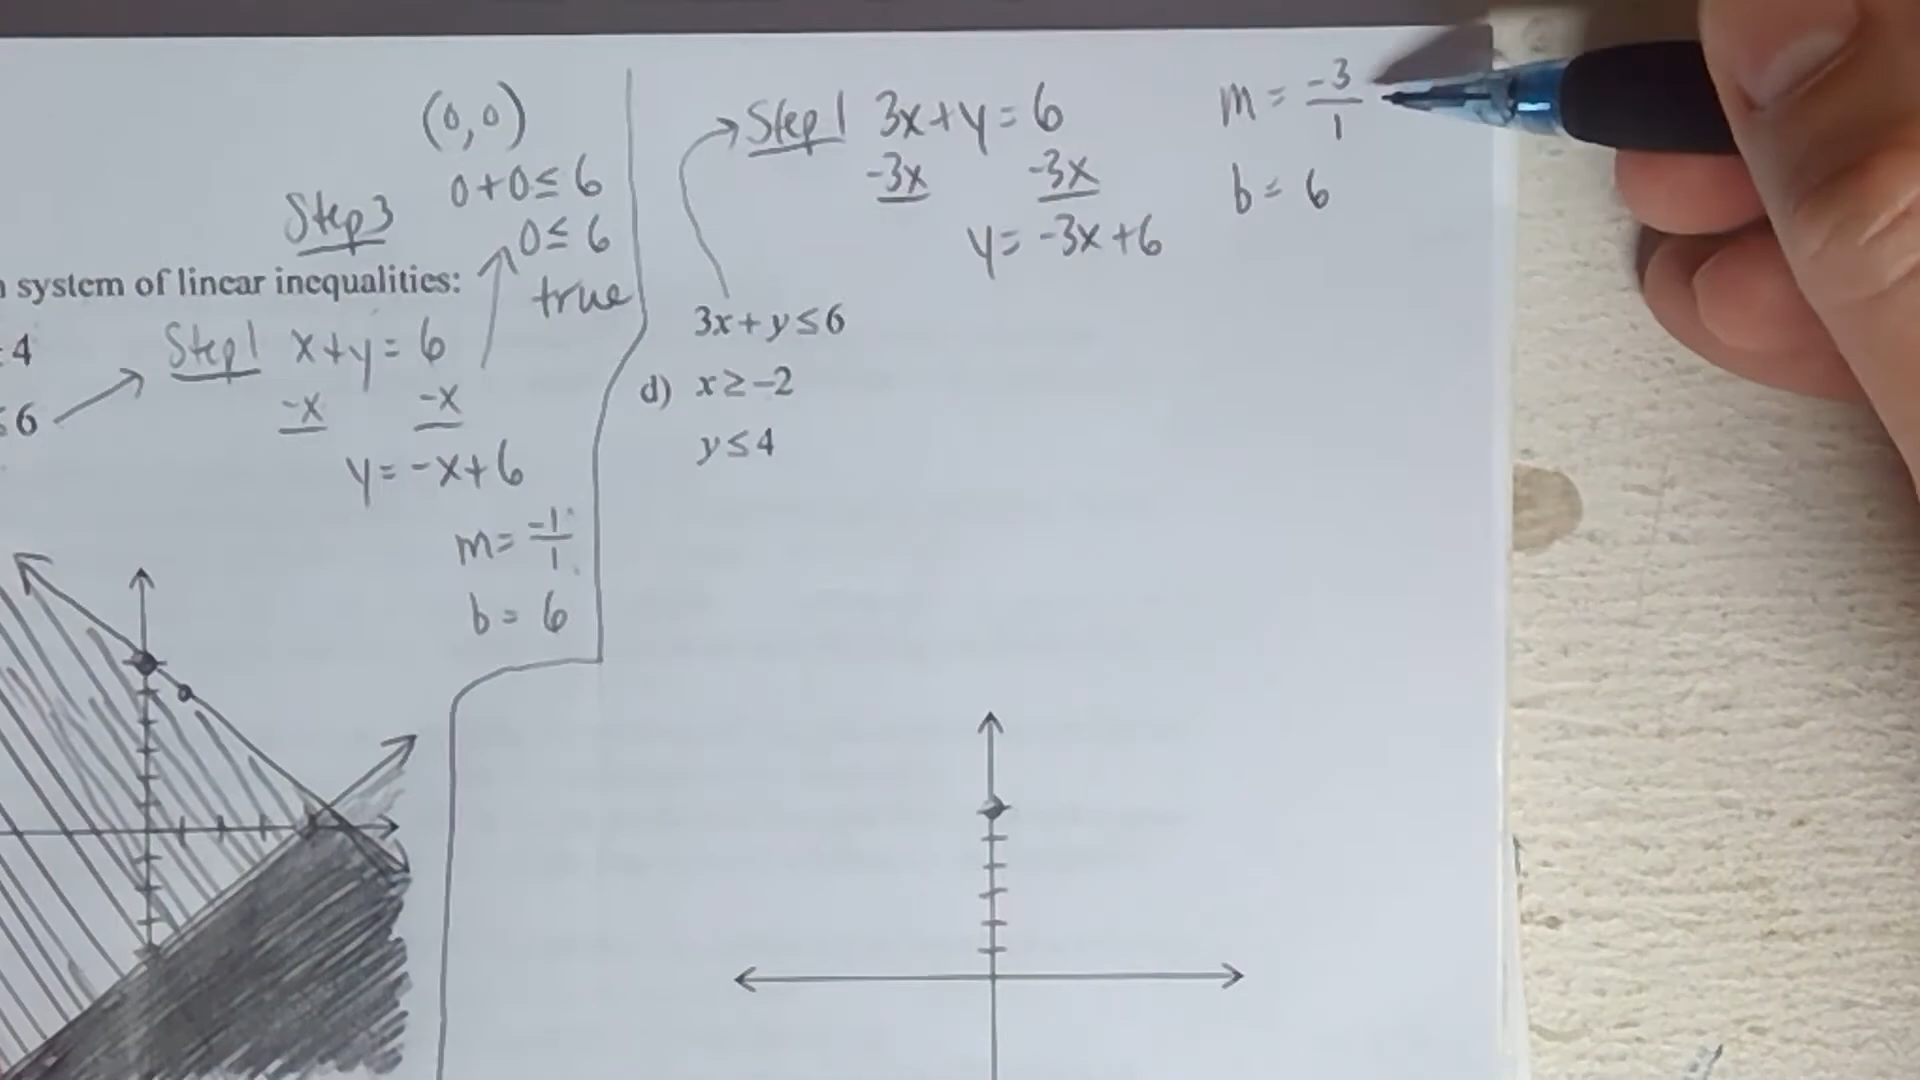 (0,0)
0+0≤6
Step 3
0≤6
true
system of linear inequalities:
4
≤6
Step 1 x+y=6
-x -x
y=-x+6
m=-1/1
b=6
Step 1 3x+y=6
-3x -3x
y=-3x+6
m=-3/1
b=6
3x+y≤6
d) x≥-2
y≤4